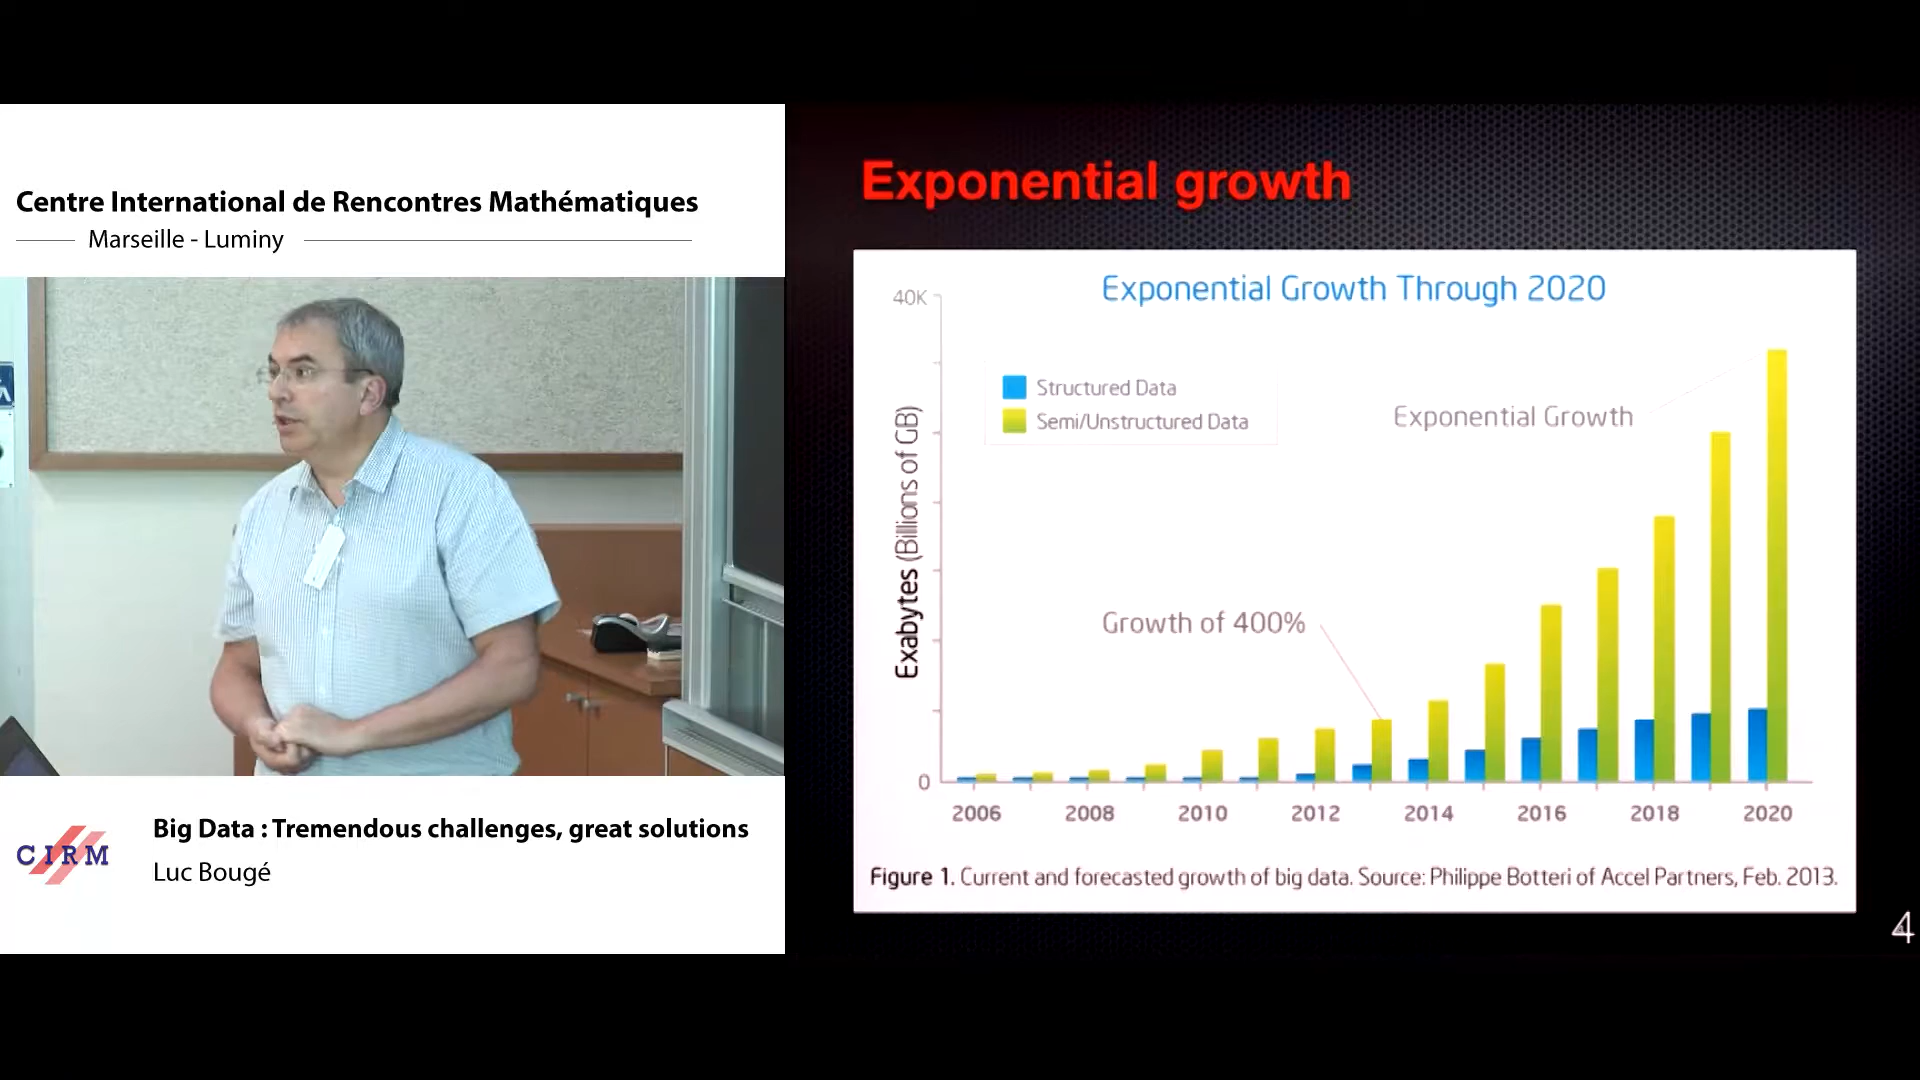 Centre International de Rencontres Mathématiques
Marseille - Luminy
CIRM
Big Data : Tremendous challenges, great solutions
Luc Bougé
Exponential growth
Exponential Growth Through 2020
40K
Structured Data
Semi/Unstructured Data
Exponential Growth
Growth of 400%
Exabytes (Billions of GB)
0
2006 2008 2010 2012 2014 2016 2018 2020
Figure 1. Current and forecasted growth of big data. Source: Philippe Botteri of Accel Partners, Feb. 2013.
4